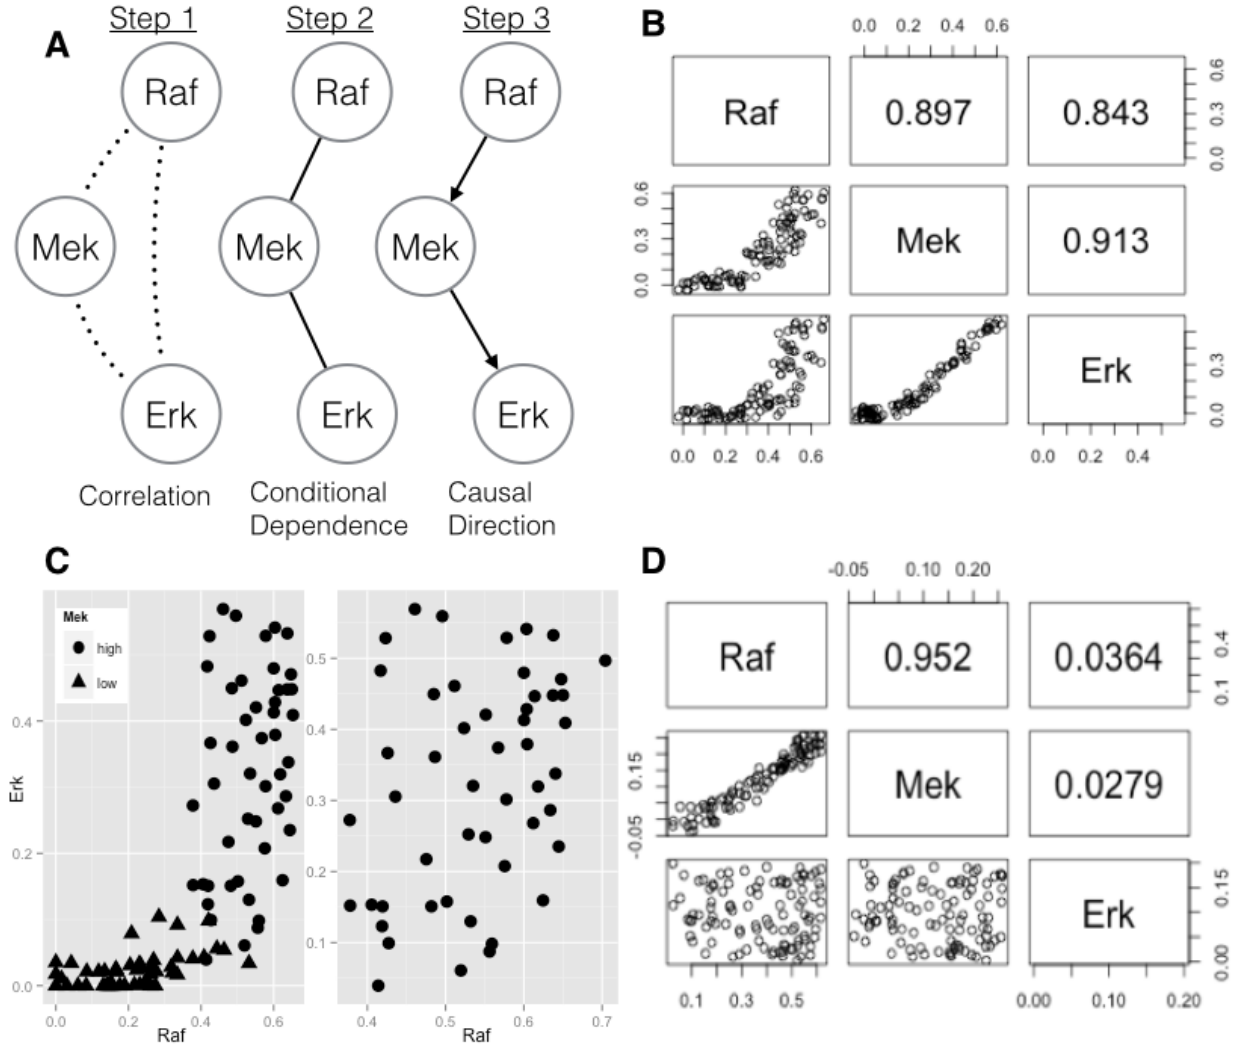 A
Step 1 Step 2 Step 3
Raf Raf Raf
Mek Mek Mek
Erk Erk Erk
Correlation Conditional Dependence Causal Direction
B
0.0 0.2 0.4 0.6
Raf 0.897 0.843
0.0 0.3 0.6
0.0 0.3 0.6
Mek 0.913
Erk
0.0 0.3
0.0 0.2 0.4 0.6
0.0 0.2 0.4
C
Mek
high
low
Erk
0.4
0.2
0.0
0.0 0.2 0.4 0.6
Raf
0.5
0.4
0.3
0.2
0.1
0.4 0.5 0.6 0.7
Raf
D
-0.05 0.10 0.20
Raf 0.952 0.0364
0.1 0.4
-0.05 0.15
Mek 0.0279
Erk
0.00 0.15
0.1 0.3 0.5
0.00 0.10 0.20